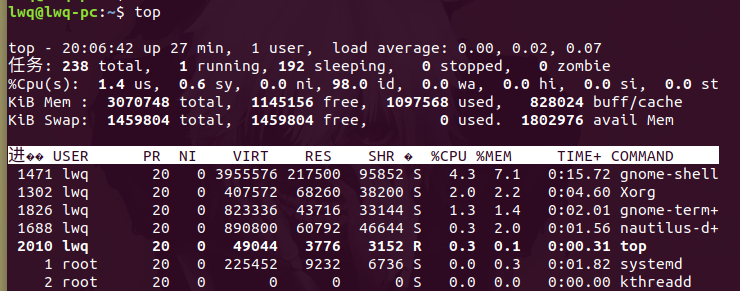 lwq@lwq-pc:~$ top
top - 20:06:42 up 27 min,  1 user,  load average: 0.00, 0.02, 0.07
任务: 238 total,   1 running, 192 sleeping,   0 stopped,   0 zombie
%Cpu(s):  1.4 us,  0.6 sy,  0.0 ni, 98.0 id,  0.0 wa,  0.0 hi,  0.0 si,  0.0 st
KiB Mem :  3070748 total,  1145156 free,  1097568 used,   828024 buff/cache
KiB Swap:  1459804 total,  1459804 free,        0 used.  1802976 avail Mem
进�� USER      PR  NI    VIRT    RES    SHR �  %CPU %MEM     TIME+ COMMAND
1471 lwq       20   0 3955576 217500  95852 S   4.3  7.1   0:15.72 gnome-shell
1302 lwq       20   0  407572  68260  38200 S   2.0  2.2   0:04.60 Xorg
1826 lwq       20   0  823336  43716  33144 S   1.3  1.4   0:02.01 gnome-term+
1688 lwq       20   0  890800  60792  46644 S   0.3  2.0   0:01.56 nautilus-d+
2010 lwq       20   0   49044   3776   3152 R   0.3  0.1   0:00.31 top
1 root      20   0  225452   9232   6736 S   0.0  0.3   0:01.82 systemd
2 root      20   0       0      0      0 S   0.0  0.0   0:00.00 kthreadd